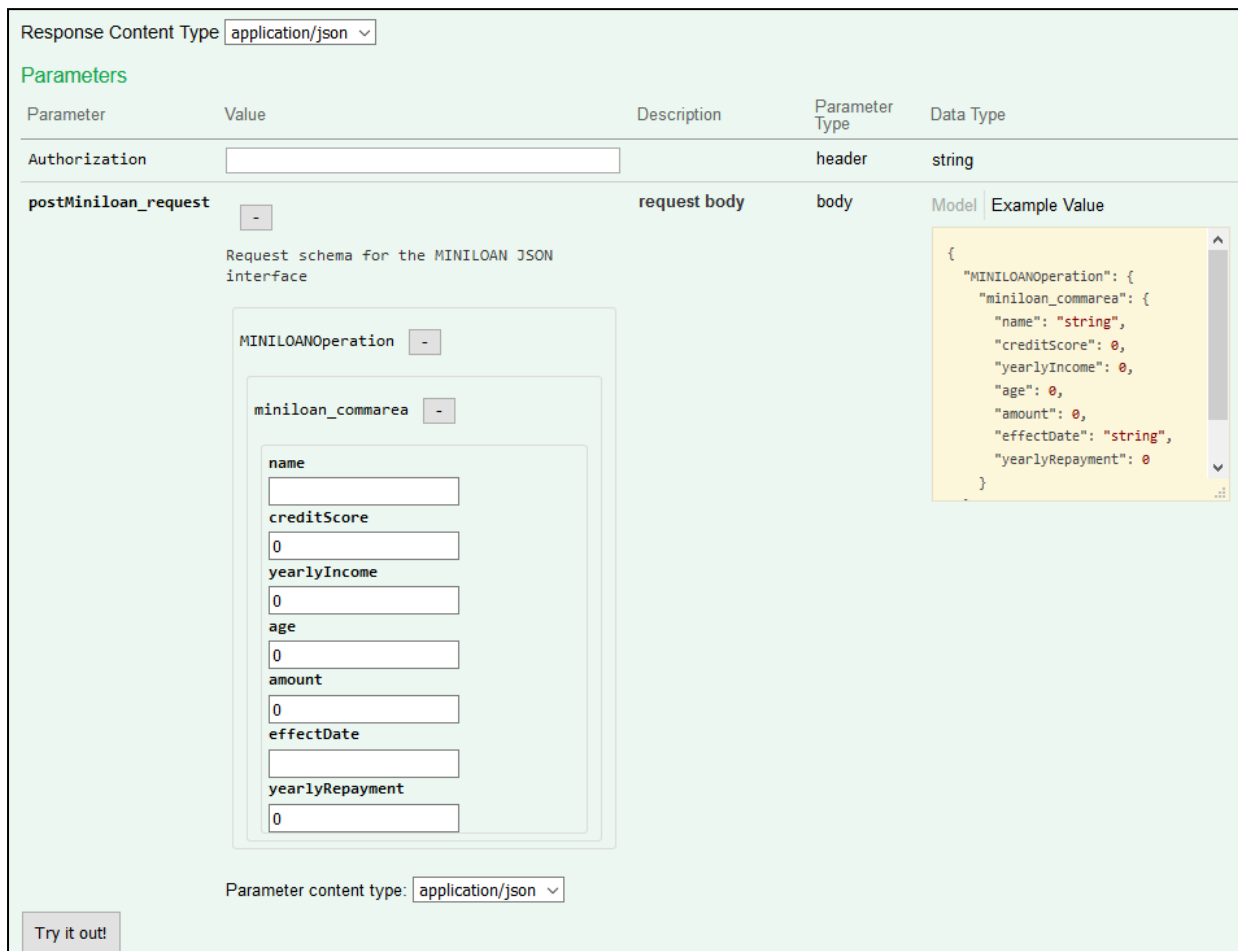 Response Content Type application/json
Parameters
Parameter Value Description Parameter Type Data Type
Authorization header string
postMiniloan_request - request body body Model Example Value
Request schema for the MINILOAN JSON
interface
MINILOANOperation -
miniloan_commarea -
name
creditScore
0
yearlyIncome
0
age
0
amount
0
effectDate
yearlyRepayment
0
{
"MINILOANOperation": {
"miniloan_commarea": {
"name": "string",
"creditScore": 0,
"yearlyIncome": 0,
"age": 0,
"amount": 0,
"effectDate": "string",
"yearlyRepayment": 0
}
Parameter content type: application/json
Try it out!